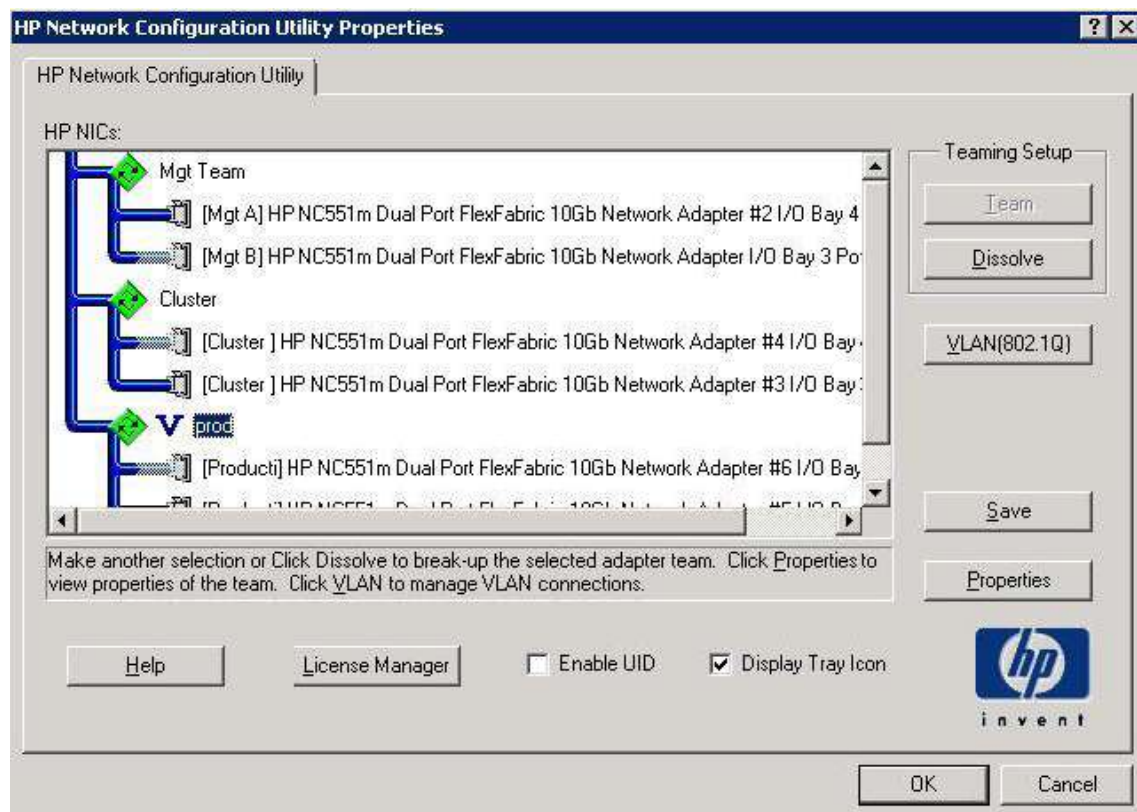 HP Network Configuration Utility Properties
HP Network Configuration Utility
HP NICs:
Mgt Team
[Mgt A] HP NC551m Dual Port FlexFabric 10Gb Network Adapter #2 I/O Bay 4
[Mgt B] HP NC551m Dual Port FlexFabric 10Gb Network Adapter I/O Bay 3 Po
Cluster
[Cluster ] HP NC551m Dual Port FlexFabric 10Gb Network Adapter #4 I/O Bay
[Cluster ] HP NC551m Dual Port FlexFabric 10Gb Network Adapter #3 I/O Bay
V prod
[Producti] HP NC551m Dual Port FlexFabric 10Gb Network Adapter #6 I/O Bay
Teaming Setup
Team
Dissolve
VLAN(802.1Q)
Save
Properties
Make another selection or Click Dissolve to break-up the selected adapter team. Click Properties to
view properties of the team. Click VLAN to manage VLAN connections.
Help
License Manager
Enable UID
Display Tray Icon
hp
invent
OK
Cancel